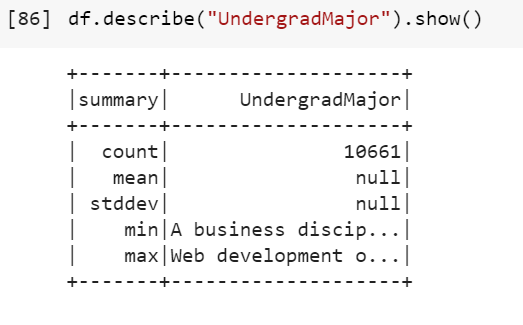 [86] df.describe("UndergradMajor").show()
+-------+--------------------+
|summary|      UndergradMajor|
+-------+--------------------+
|  count|               10661|
|   mean|                null|
| stddev|                null|
|    min|A business discip...|
|    max|Web development o...|
+-------+--------------------+